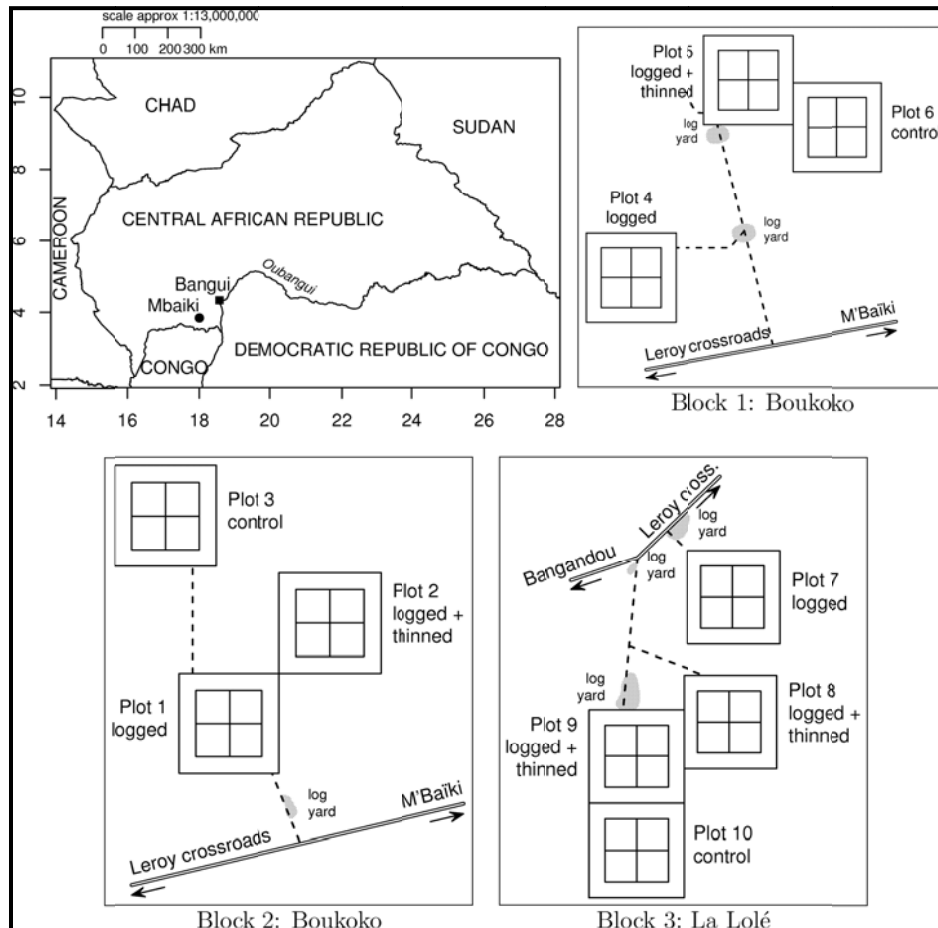 scale approx 1:13,000,000
0 100 200 300 km
10
8
6
4
2
14 16 18 20 22 24 26 28
CHAD
SUDAN
CAMEROON
CENTRAL AFRICAN REPUBLIC
Oubangui
Bangui
Mbaiki
CONGO
DEMOCRATIC REPUBLIC OF CONGO
Plot 5
logged +
thinned
log
yard
Plot 6
control
Plot 4
logged
log
yard
M'Baïki
Leroy crossroads
Block 1: Boukoko
Plot 3
control
Plot 2
logged +
thinned
Plot 1
logged
log
yard
M'Baïki
Leroy crossroads
Block 2: Boukoko
Leroy cross.
log
yard
Bangandou
log
yard
Plot 7
logged
log
yard
Plot 8
logged +
thinned
Plot 9
logged +
thinned
Plot 10
control
Block 3: La Lolé